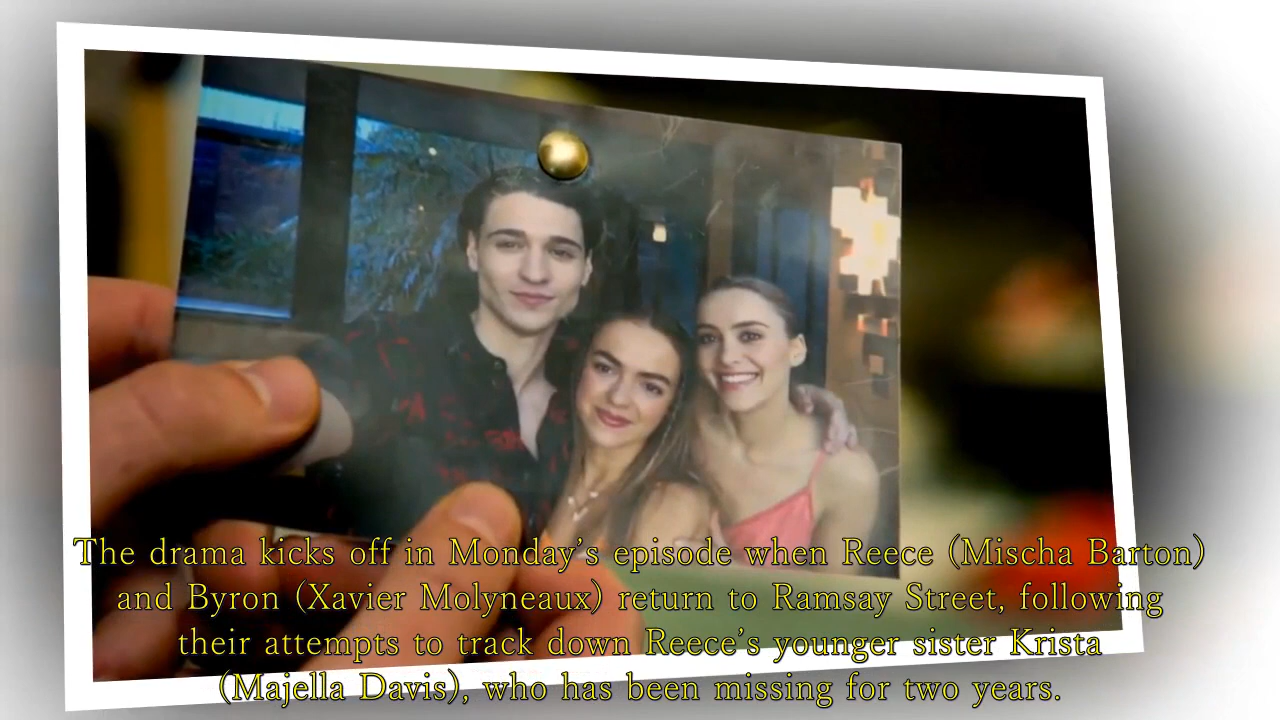 The drama kicks off in Monday’s episode when Reece (Mischa Barton)
and Byron (Xavier Molyneaux) return to Ramsay Street, following
their attempts to track down Reece’s younger sister Krista
(Majella Davis), who has been missing for two years.